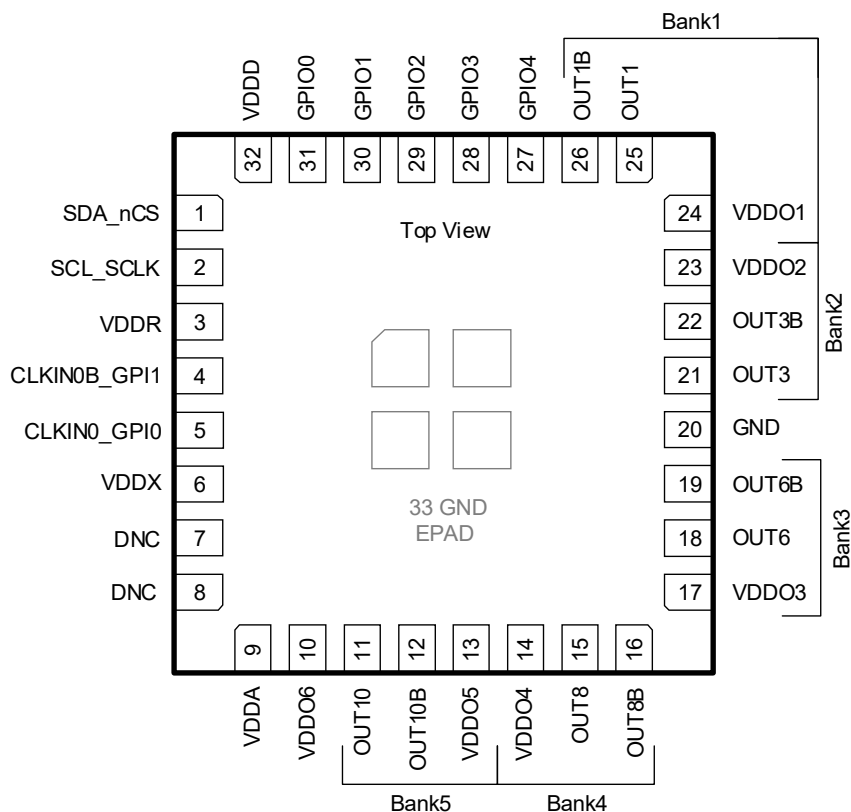 Bank1
VDDD
GPIO0
GPIO1
GPIO2
GPIO3
GPIO4
OUT1B
OUT1
32
31
30
29
28
27
26
25
SDA_nCS
1
Top View
24
VDDO1
SCL_SCLK
2
23
VDDO2
VDDR
3
22
OUT3B
Bank2
CLKIN0B_GPI1
4
21
OUT3
CLKIN0_GPI0
5
20
GND
VDDX
6
19
OUT6B
33 GND
EPAD
DNC
7
18
OUT6
Bank3
DNC
8
17
VDDO3
9
10
11
12
13
14
15
16
VDDA
VDDO6
OUT10
OUT10B
VDDO5
VDDO4
OUT8
OUT8B
Bank5
Bank4